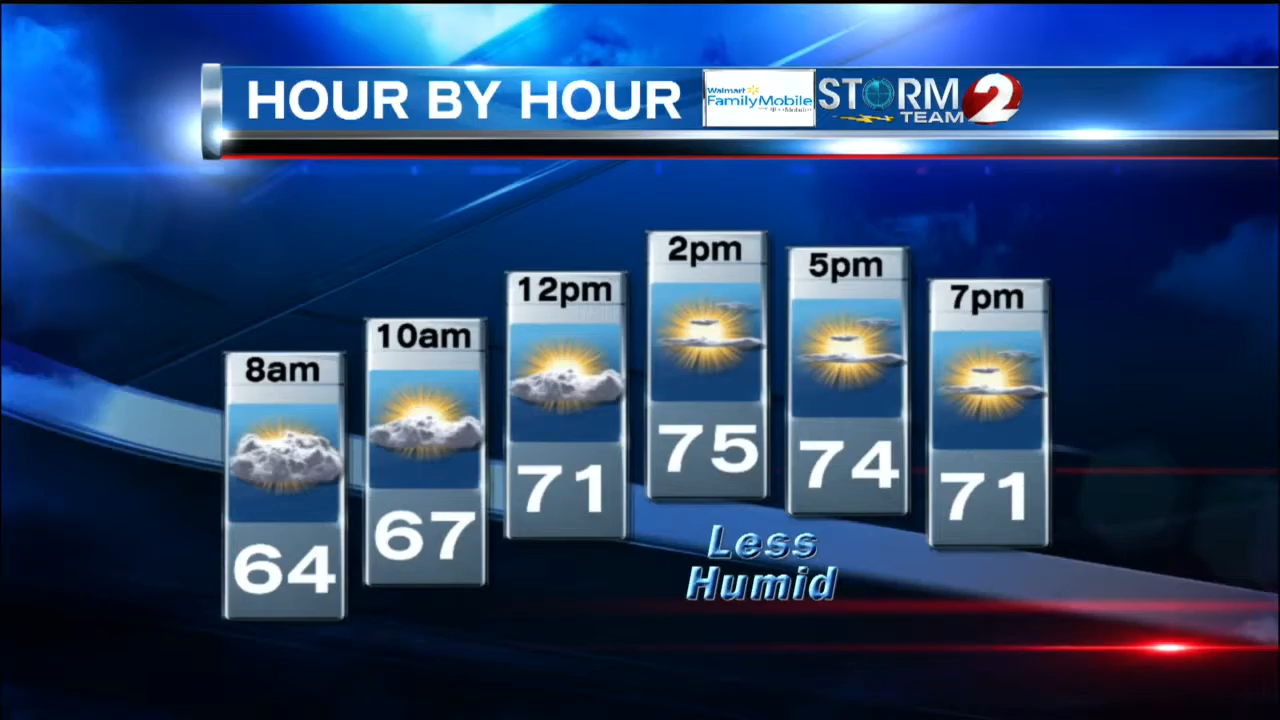 HOUR BY HOUR
Walmart
FamilyMobile
STORM
TEAM 2
8am
64
10am
67
12pm
71
2pm
75
5pm
74
7pm
71
Less
Humid